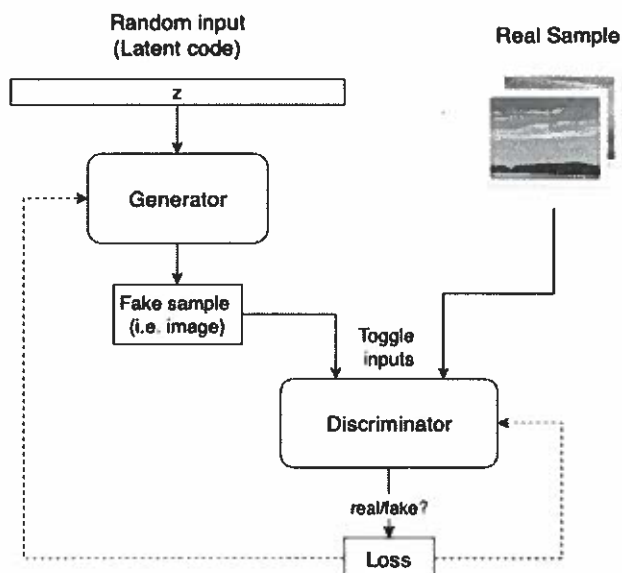 Random input
(Latent code)
Real Sample
z
Generator
Fake sample
(i.e. image)
Toggle
inputs
Discriminator
real/fake?
Loss